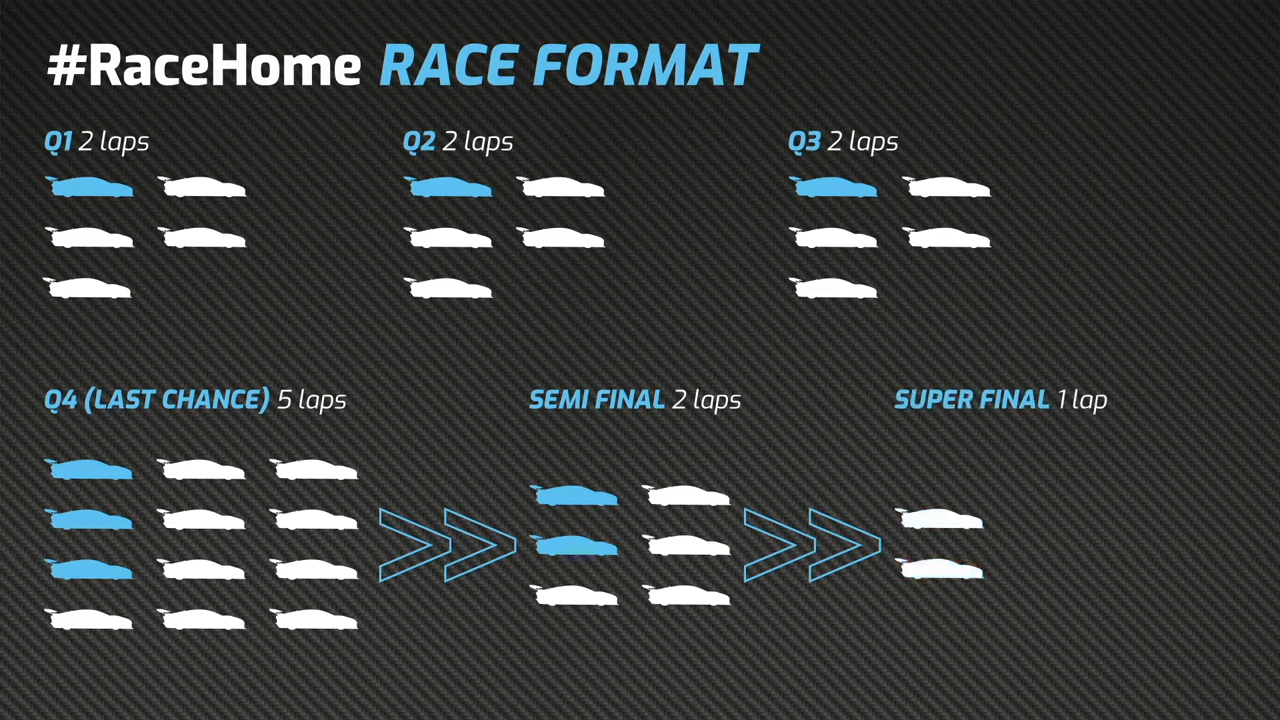 #RaceHome RACE FORMAT
Q1 2 laps
Q2 2 laps
Q3 2 laps
Q4 (LAST CHANCE) 5 laps
SEMI FINAL 2 laps
SUPER FINAL 1 lap